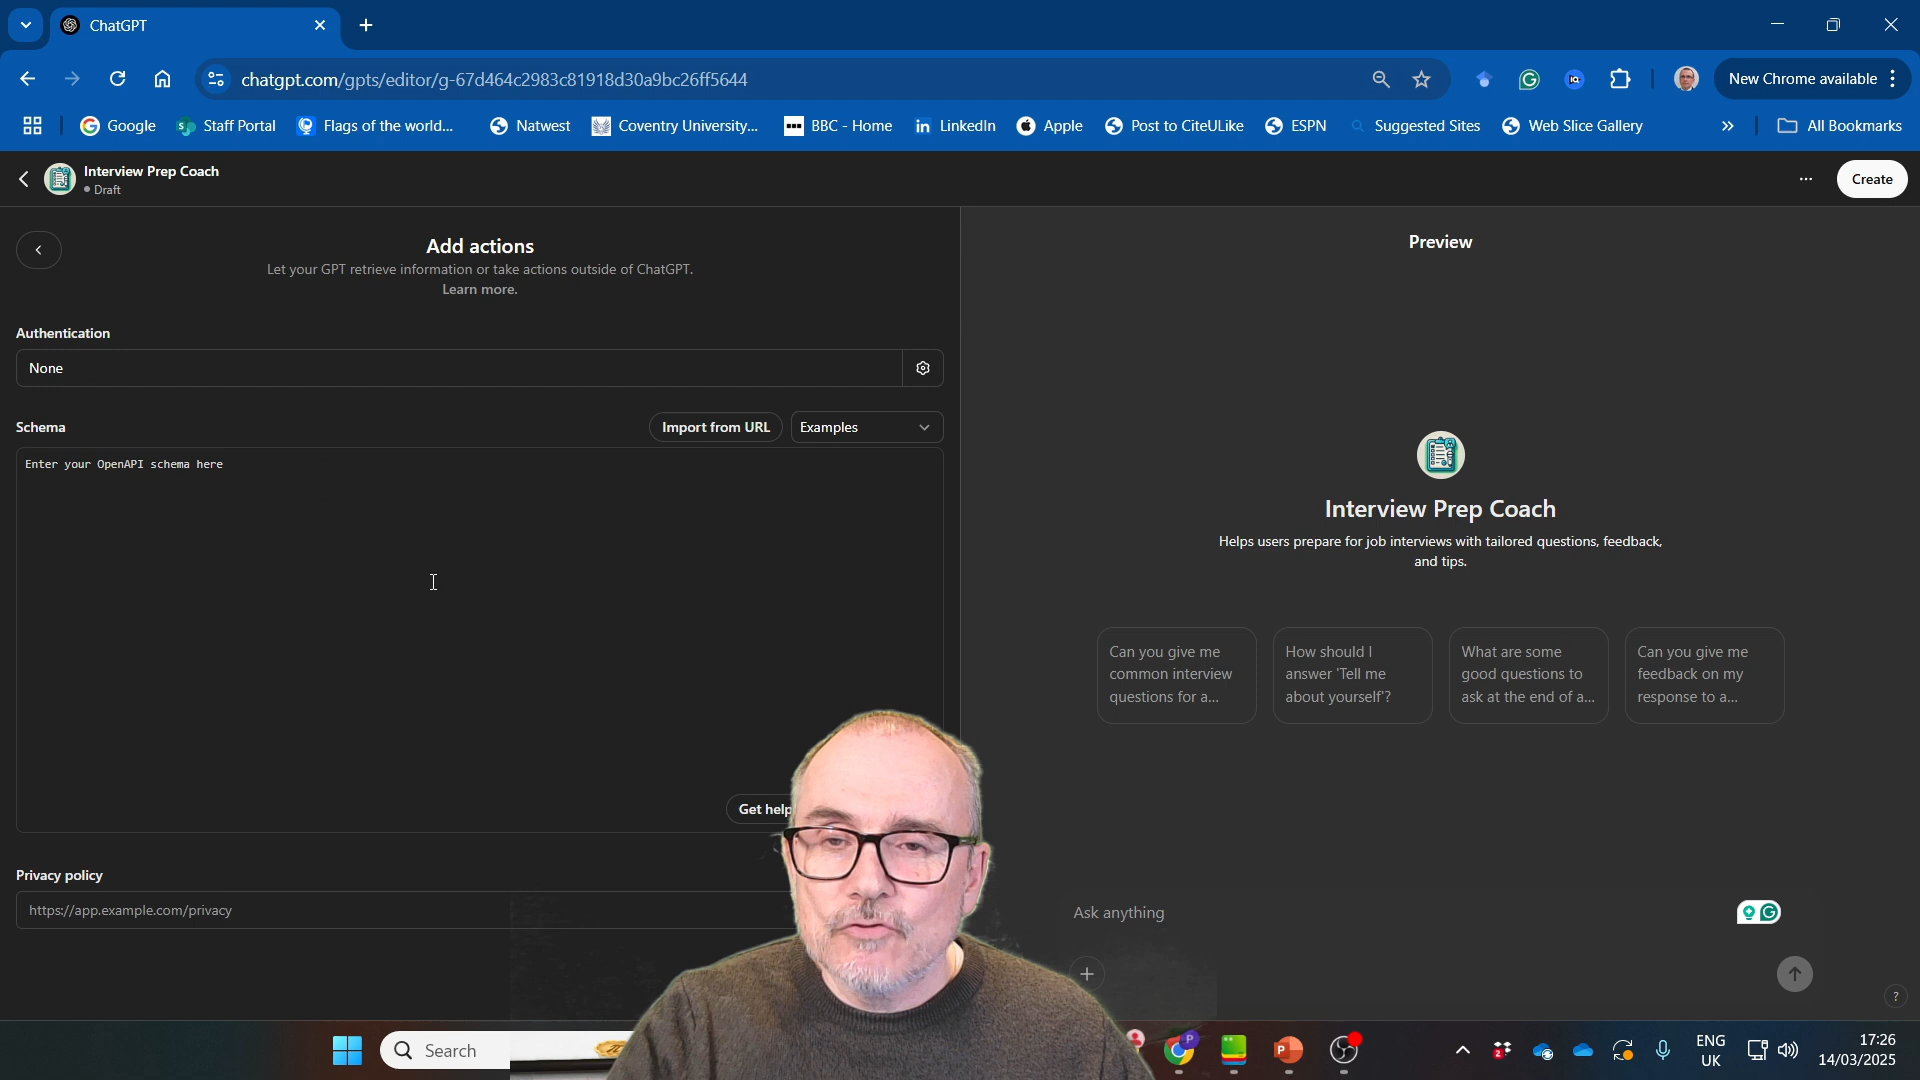 ChatGPT
chatgpt.com/gpts/editor/g-67d464c2983c81918d30a9bc26ff5644
New Chrome available
Google
Staff Portal
Flags of the world...
Natwest
Coventry University...
BBC - Home
LinkedIn
Apple
Post to CiteULike
ESPN
Suggested Sites
Web Slice Gallery
All Bookmarks
Interview Prep Coach
Draft
Create
Add actions
Let your GPT retrieve information or take actions outside of ChatGPT.
Learn more.
Authentication
None
Schema
Import from URL
Examples
Enter your OpenAPI schema here
Get help
Privacy policy
https://app.example.com/privacy
Preview
Interview Prep Coach
Helps users prepare for job interviews with tailored questions, feedback,
and tips.
Can you give me
common interview
questions for a...
How should I
answer 'Tell me
about yourself'?
What are some
good questions to
ask at the end of a...
Can you give me
feedback on my
response to a...
Ask anything
?
Search
ENG
UK
17:26
14/03/2025